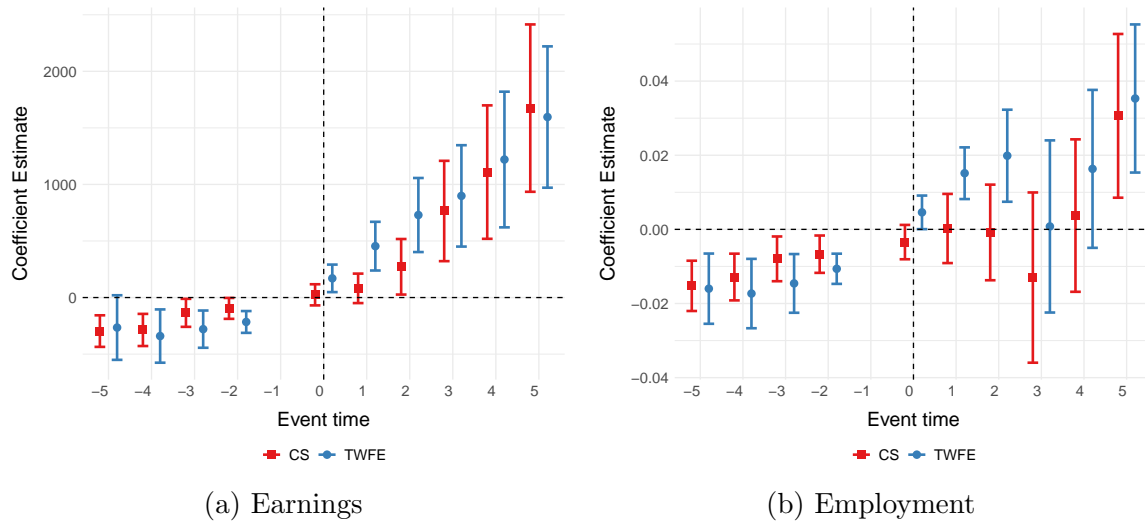 Coefficient Estimate
2000
1000
0
−5 −4 −3 −2 −1 0 1 2 3 4 5
Event time
CS TWFE
(a) Earnings
Coefficient Estimate
0.04
0.02
0.00
−0.02
−0.04
−5 −4 −3 −2 −1 0 1 2 3 4 5
Event time
CS TWFE
(b) Employment